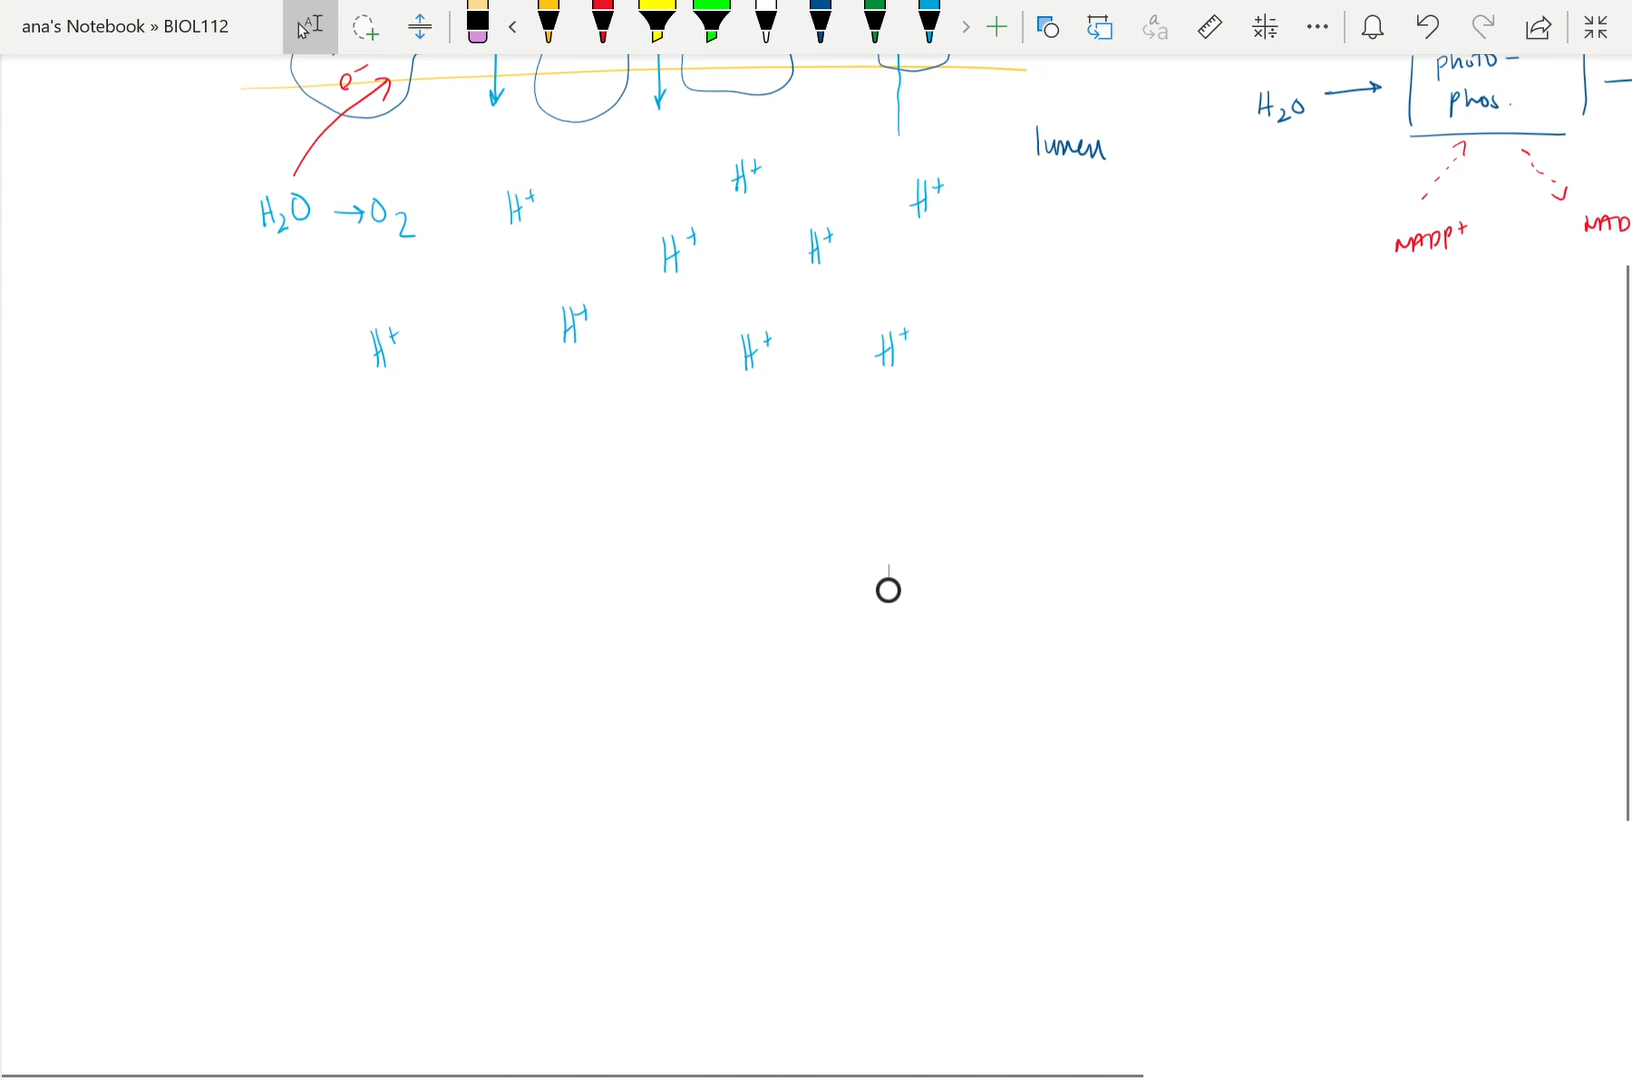 ana's Notebook » BIOL112
e⁻
photo -
phos.
H₂O
lumen
H₂O → O₂
H⁺
H⁺
H⁺
H⁺
H⁺
NADP⁺
NAD
H⁺
H⁺
H⁺
H⁺